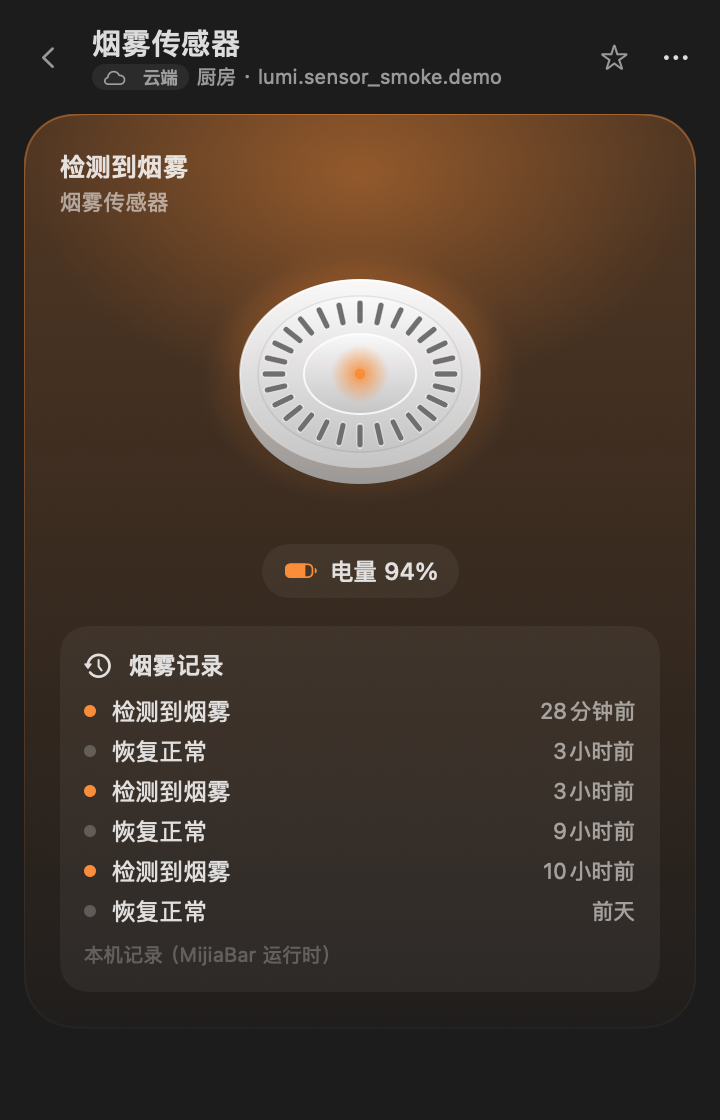 烟雾传感器
云端 厨房 · lumi.sensor_smoke.demo
检测到烟雾
烟雾传感器
电量 94%
烟雾记录
检测到烟雾 28分钟前
恢复正常 3小时前
检测到烟雾 3小时前
恢复正常 9小时前
检测到烟雾 10小时前
恢复正常 前天
本机记录（MijiaBar 运行时）